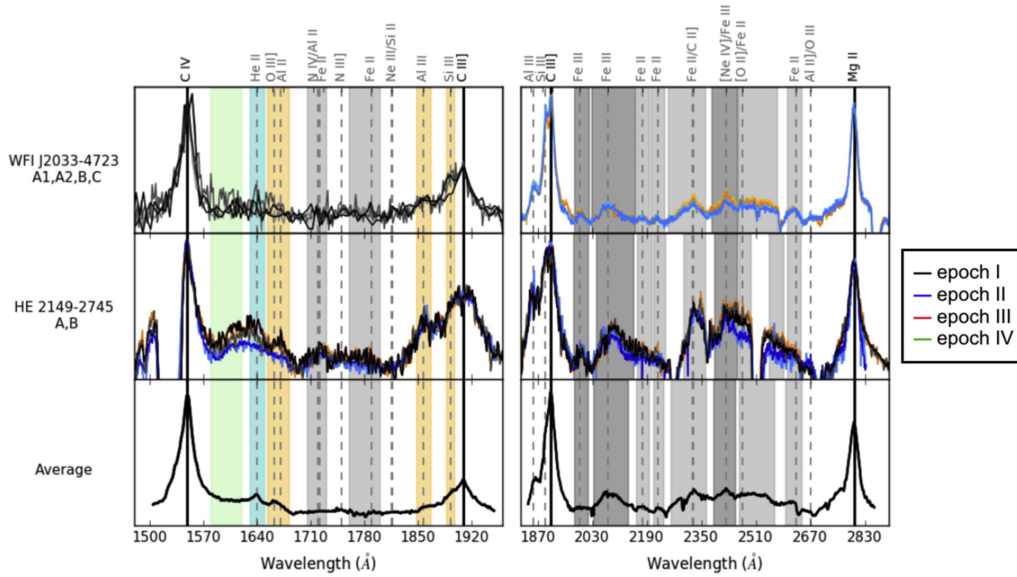 C IV
He II
O III]
Al II
N IV/Al II
Fe II
N III]
Fe II
Ne III/Si II
Al III
Si III
C III]
Al III
Si III
C III]
Fe III
Fe III
Fe II
Fe II
Fe II/C II]
[Ne IV]/Fe III
[O II]/Fe II
Fe II
Al II]/O III
Mg II
WFI J2033-4723
A1,A2,B,C
HE 2149-2745
A,B
Average
epoch I
epoch II
epoch III
epoch IV
1500 1570 1640 1710 1780 1850 1920
1870 2030 2190 2350 2510 2670 2830
Wavelength (Å)
Wavelength (Å)